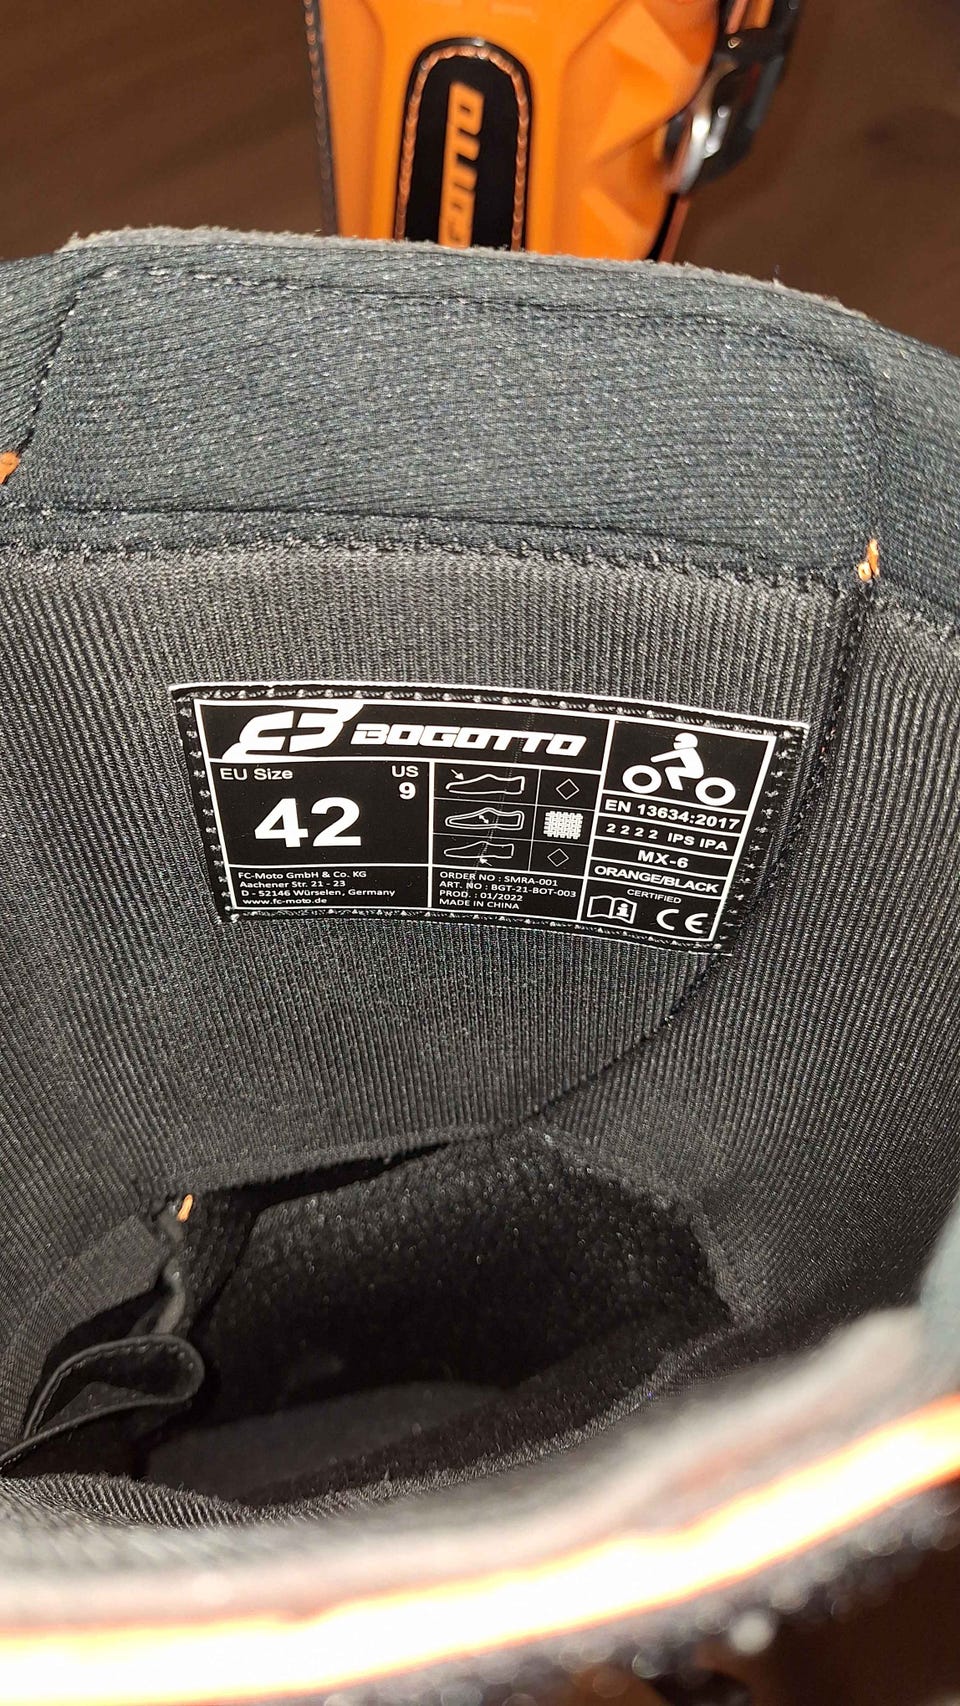 BOGOTTO
EU Size
US
9
42
FC-Moto GmbH & Co. KG
Aachener Str. 21 - 23
D - 52146 Würselen, Germany
www.fc-moto.de
ORDER NO : SMRA-001
ART. NO : BGT-21-BOT-003
PROD. : 01/2022
MADE IN CHINA
EN 13634:2017
2 2 2 2 IPS IPA
MX-6
ORANGE/BLACK
CERTIFIED
i
CE